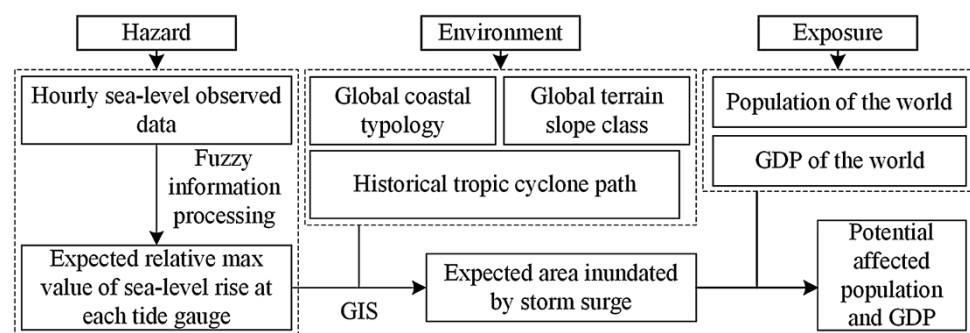 Hazard
Environment
Exposure
Hourly sea-level observed
data
Global coastal
typology
Global terrain
slope class
Population of the world
GDP of the world
Fuzzy
information
processing
Historical tropic cyclone path
Expected relative max
value of sea-level rise at
each tide gauge
GIS
Expected area inundated
by storm surge
Potential
affected
population
and GDP